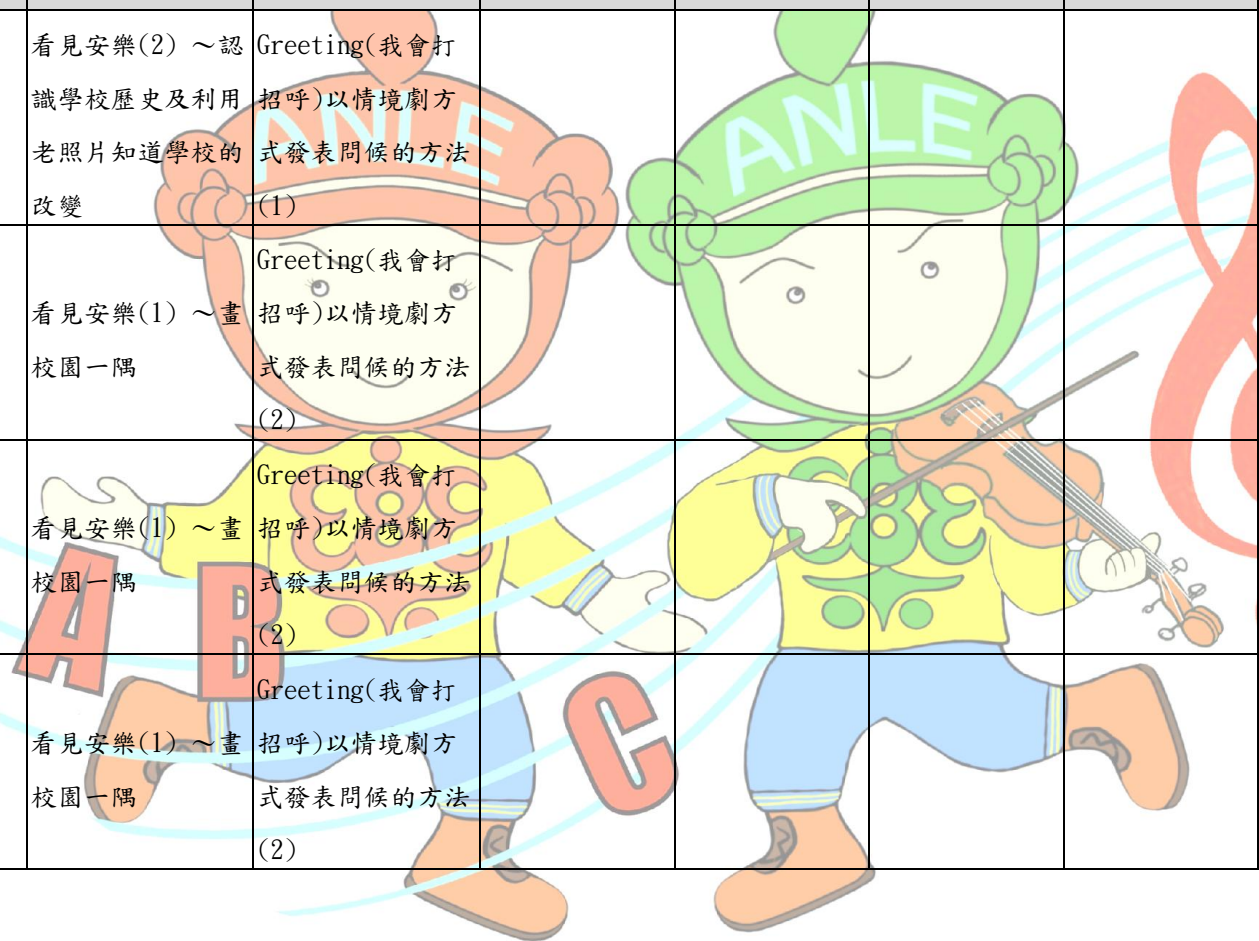 看見安樂(2) ～認
識學校歷史及利用
老照片知道學校的
改變
Greeting(我會打
招呼)以情境劇方
式發表問候的方法
(1)
看見安樂(1) ～畫
校園一隅
Greeting(我會打
招呼)以情境劇方
式發表問候的方法
(2)
看見安樂(1) ～畫
校園一隅
Greeting(我會打
招呼)以情境劇方
式發表問候的方法
(2)
看見安樂(1) ～畫
校園一隅
Greeting(我會打
招呼)以情境劇方
式發表問候的方法
(2)
ANLE
ANLE
A
B
C